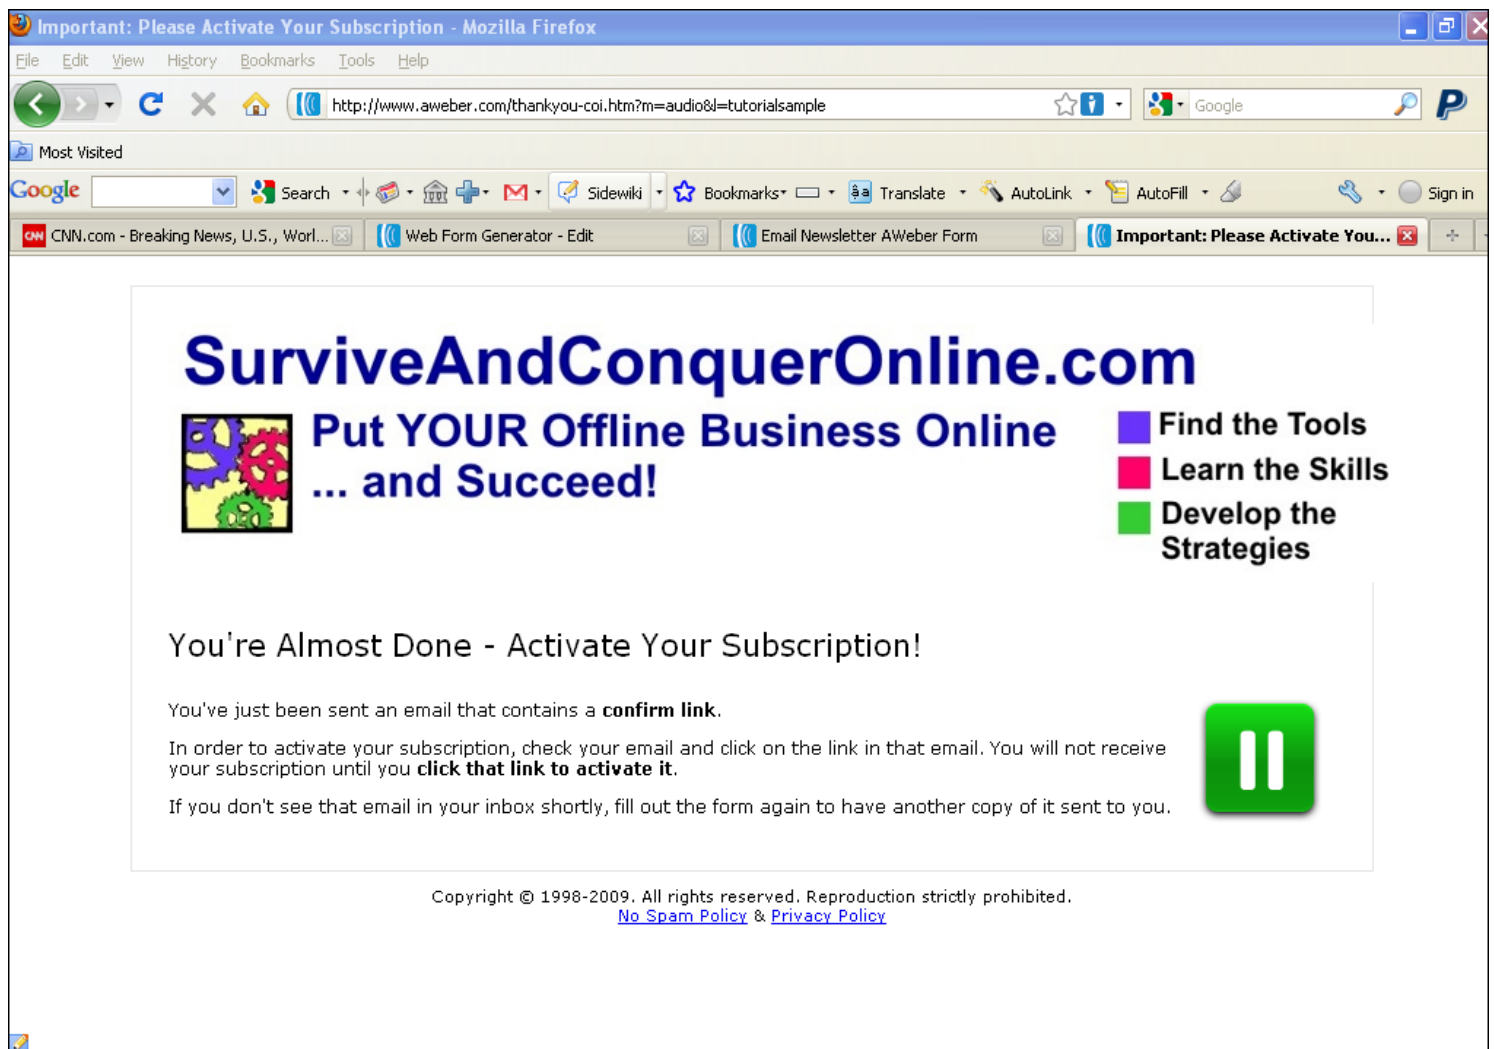 Important: Please Activate Your Subscription - Mozilla Firefox
File Edit View History Bookmarks Tools Help
http://www.aweber.com/thankyou-coi.htm?m=audio&l=tutorialsample
Google
Most Visited
Google Search Sidewiki Bookmarks Translate AutoLink AutoFill Sign in
CNN CNN.com - Breaking News, U.S., Worl... Web Form Generator - Edit Email Newsletter AWeber Form Important: Please Activate You...
SurviveAndConquerOnline.com
Put YOUR Offline Business Online
... and Succeed!
Find the Tools
Learn the Skills
Develop the
Strategies
You're Almost Done - Activate Your Subscription!
You've just been sent an email that contains a confirm link.
In order to activate your subscription, check your email and click on the link in that email. You will not receive
your subscription until you click that link to activate it.
If you don't see that email in your inbox shortly, fill out the form again to have another copy of it sent to you.
Copyright © 1998-2009. All rights reserved. Reproduction strictly prohibited.
No Spam Policy & Privacy Policy